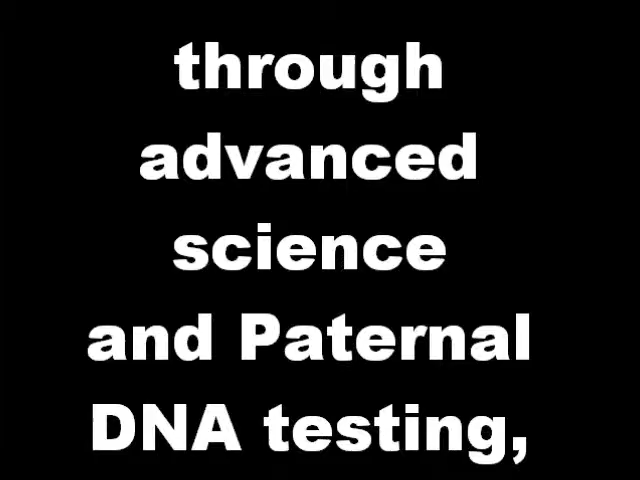 through
advanced
science
and Paternal
DNA testing,